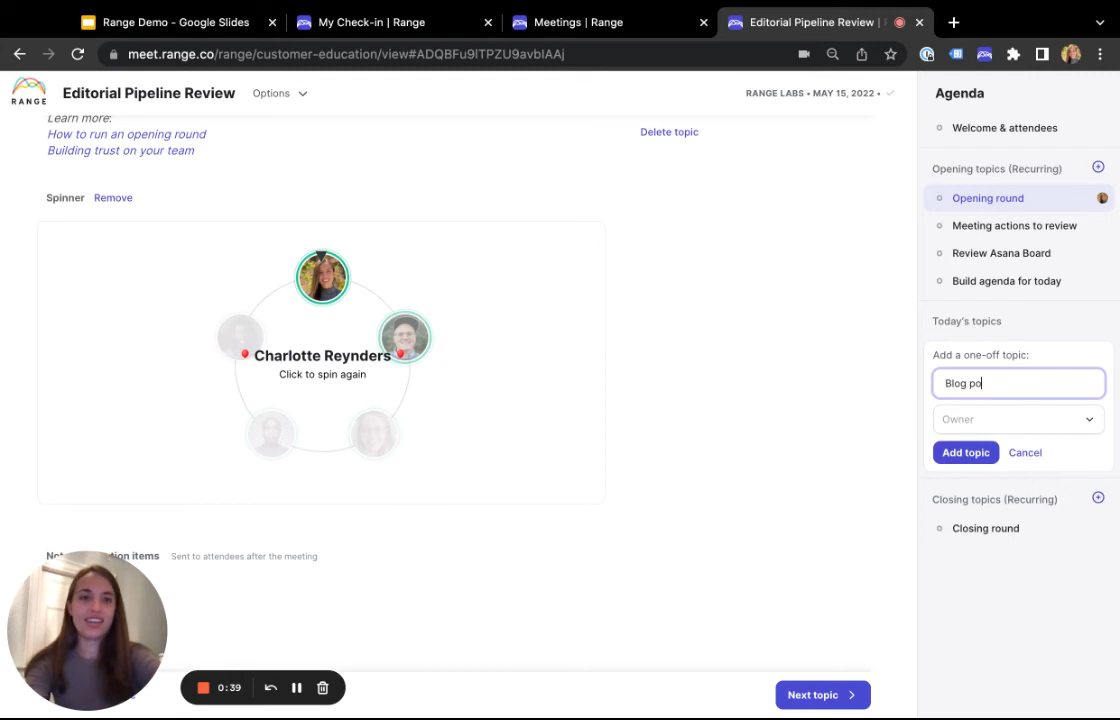 Range Demo - Google Slides
My Check-in | Range
Meetings | Range
Editorial Pipeline Review |
meet.range.co/range/customer-education/view#ADQBFu9lTPZU9avblAAj
RANGE
Editorial Pipeline Review
Options
RANGE LABS • MAY 15, 2022 •
Learn more:
How to run an opening round
Building trust on your team
Delete topic
Spinner Remove
Charlotte Reynders
Click to spin again
Sent to attendees after the meeting
0:39
Next topic
Agenda
Welcome & attendees
Opening topics (Recurring)
Opening round
Meeting actions to review
Review Asana Board
Build agenda for today
Today's topics
Add a one-off topic:
Blog po
Owner
Add topic Cancel
Closing topics (Recurring)
Closing round